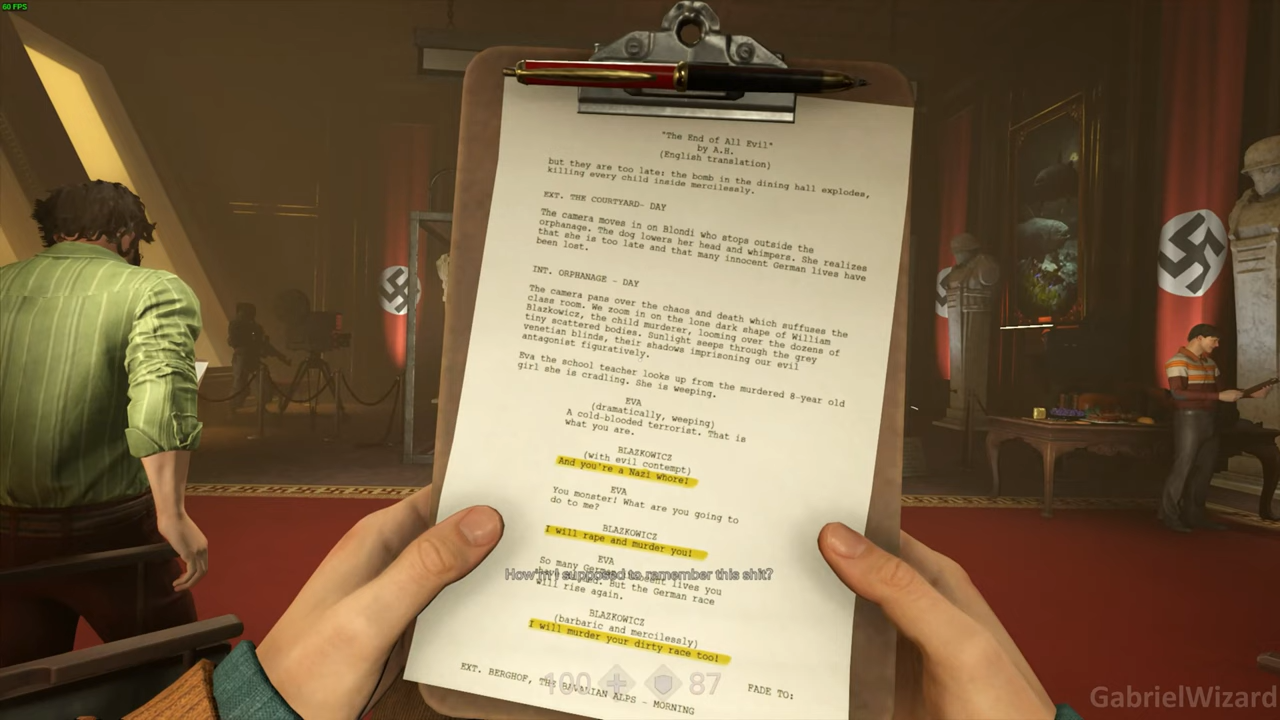 60 FPS
"The End of All Evil"
by A.H.
(English translation)
but they are too late: the bomb in the dining hall explodes,
killing every child inside mercilessly.
EXT. THE COURTYARD- DAY
The camera moves in on Blondi who stops outside the
orphanage. The dog lowers her head and whimpers. She realizes
that she is too late and that many innocent German lives have
been lost.
INT. ORPHANAGE - DAY
The camera pans over the chaos and death which suffuses the
class room. We zoom in on the lone dark shape of William
Blazkowicz, the child murderer, looming over the dozens of
tiny scattered bodies. Sunlight seeps through the grey
venetian blinds, their shadows imprisoning our evil
antagonist figuratively.
Eva the school teacher looks up from the murdered 8-year old
girl she is cradling. She is weeping.
EVA
(dramatically, weeping)
A cold-blooded terrorist. That is
what you are.
BLAZKOWICZ
(with evil contempt)
And you're a Nazi whore!
EVA
You monster! What are you going to
do to me?
BLAZKOWICZ
I will rape and murder you!
EVA
So many lives you
But the German race
will rise again.
How'm I supposed to remember this shit?
BLAZKOWICZ
(barbaric and mercilessly)
I will murder your dirty race too!
FADE TO:
EXT. BERGHOF, THE BAVARIAN ALPS - MORNING
100 87
GabrielWizard